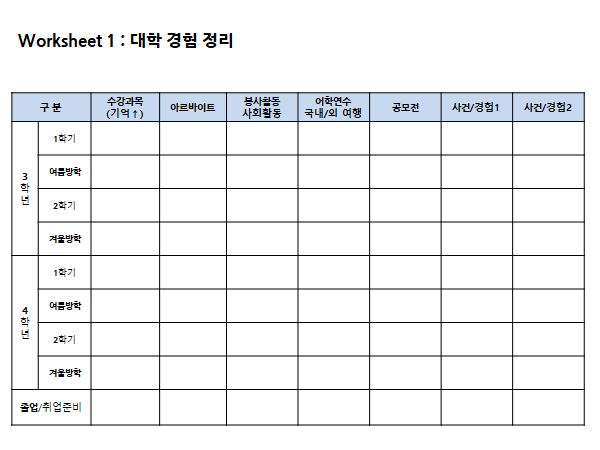 Worksheet 1 : 대학 경험 정리
구 분
수강과목
(기억↑)
아르바이트
봉사활동
사회활동
어학연수
국내/외 여행
공모전
사건/경험1
사건/경험2
3
학
년
1학기
여름방학
2학기
겨울방학
4
학
년
1학기
여름방학
2학기
겨울방학
졸업/취업준비